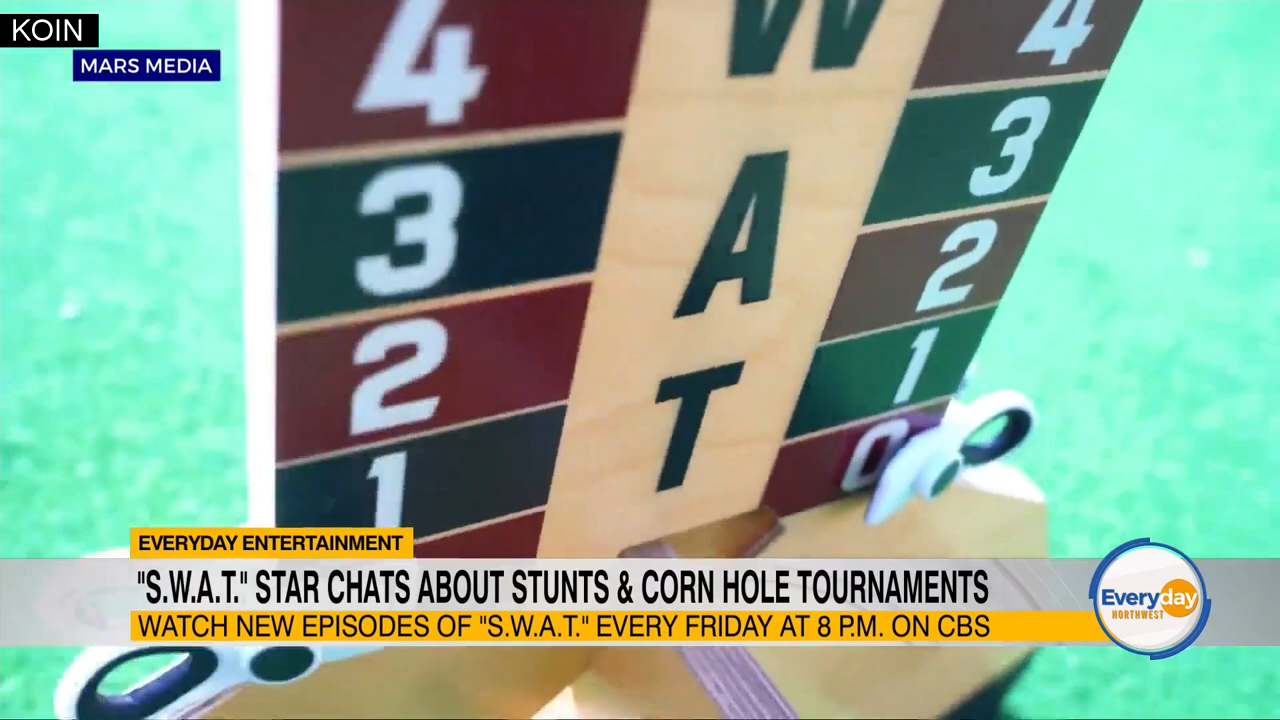 KOIN
MARS MEDIA
4
W
4
3
A
3
2
2
T
1
1
0
EVERYDAY ENTERTAINMENT
"S.W.A.T." STAR CHATS ABOUT STUNTS & CORN HOLE TOURNAMENTS
WATCH NEW EPISODES OF "S.W.A.T." EVERY FRIDAY AT 8 P.M. ON CBS
Everyday
NORTHWEST